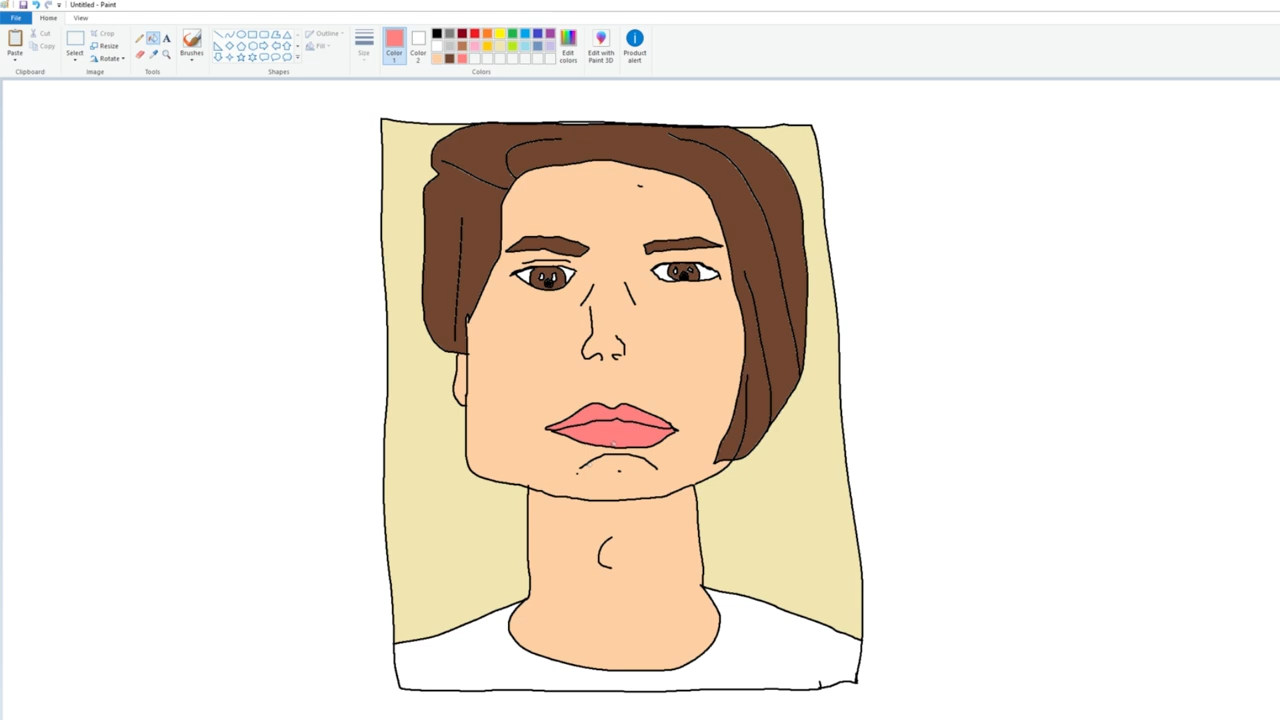 Untitled - Paint
File Home View
Paste
Cut
Copy
Clipboard
Select
Crop
Resize
Rotate
Image
A
Tools
Brushes
Outline
Fill
Shapes
Size
Color 1
Color 2
Edit colors
Colors
Edit with Paint 3D
Product alert